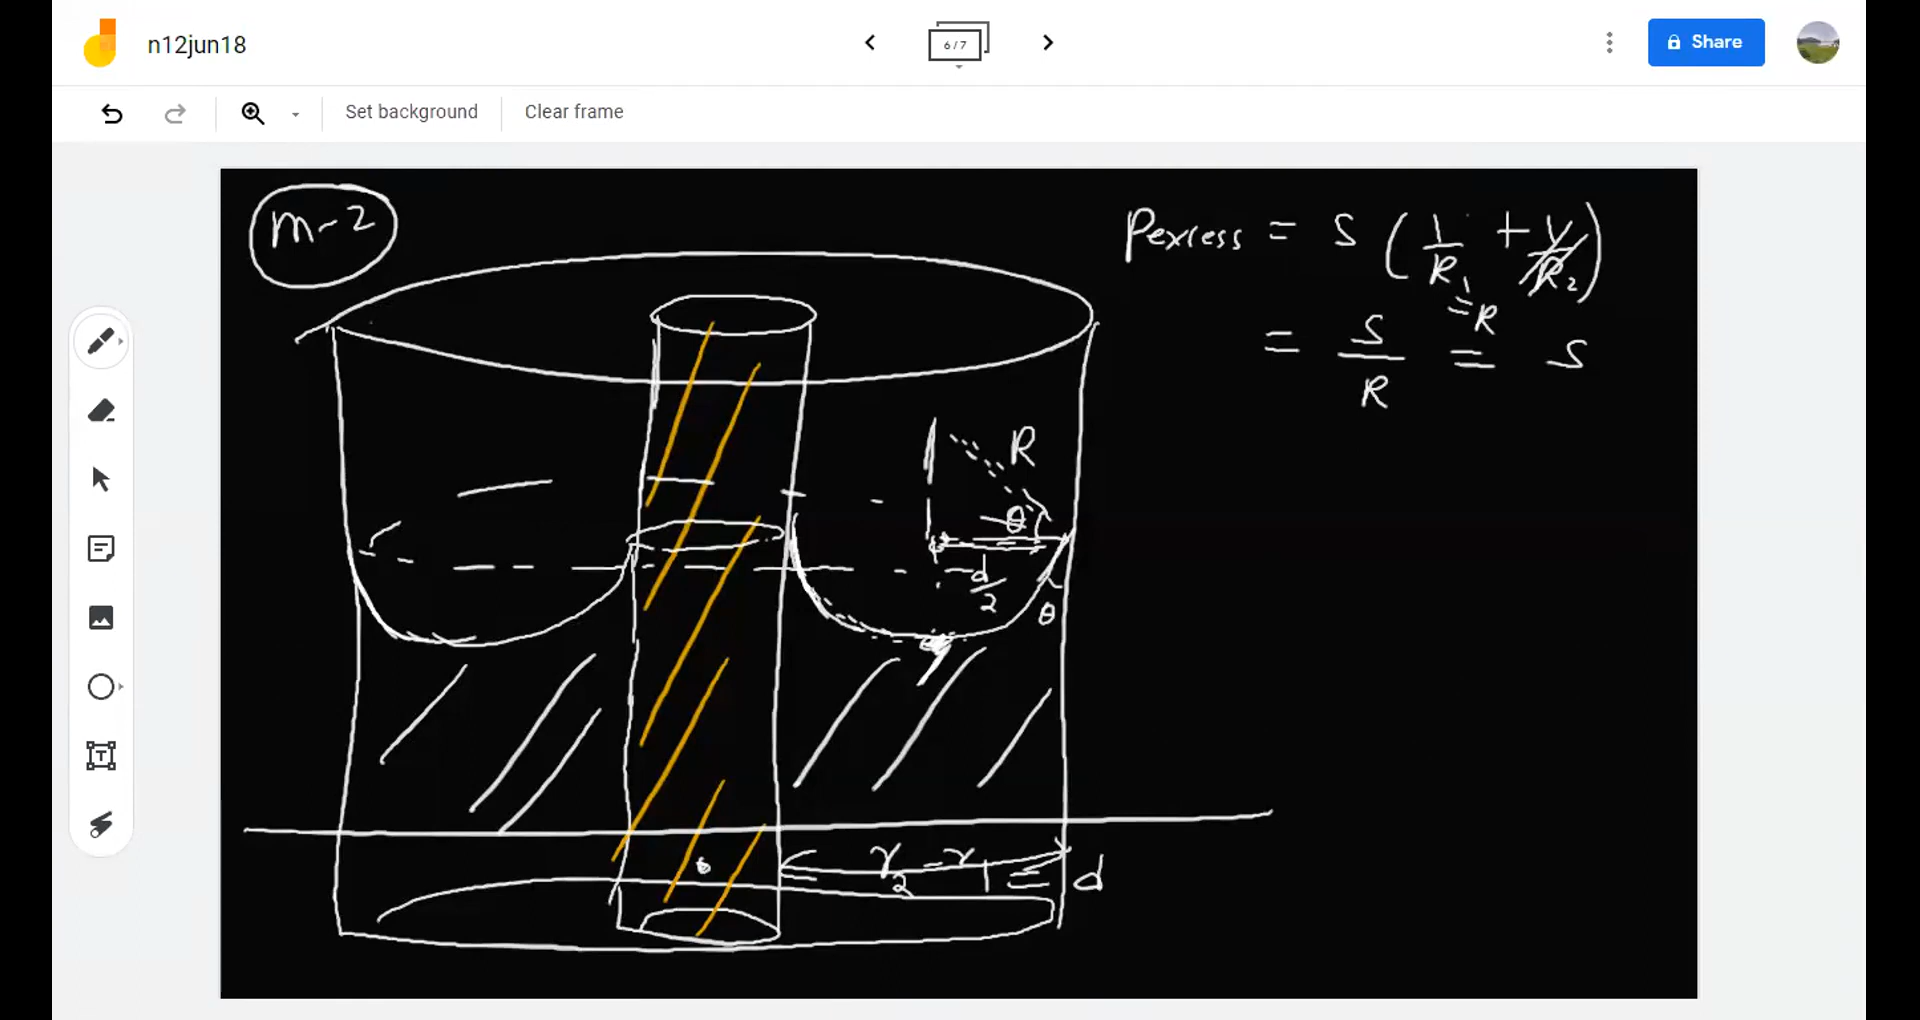 n12jun18
6 / 7
Share
Set background
Clear frame
m-2
Pexcess = S ( 1/R₁ + 1/R₂ )
= R
= S/R = S
R
θ
d/2
θ
r₂ - r₁ = d